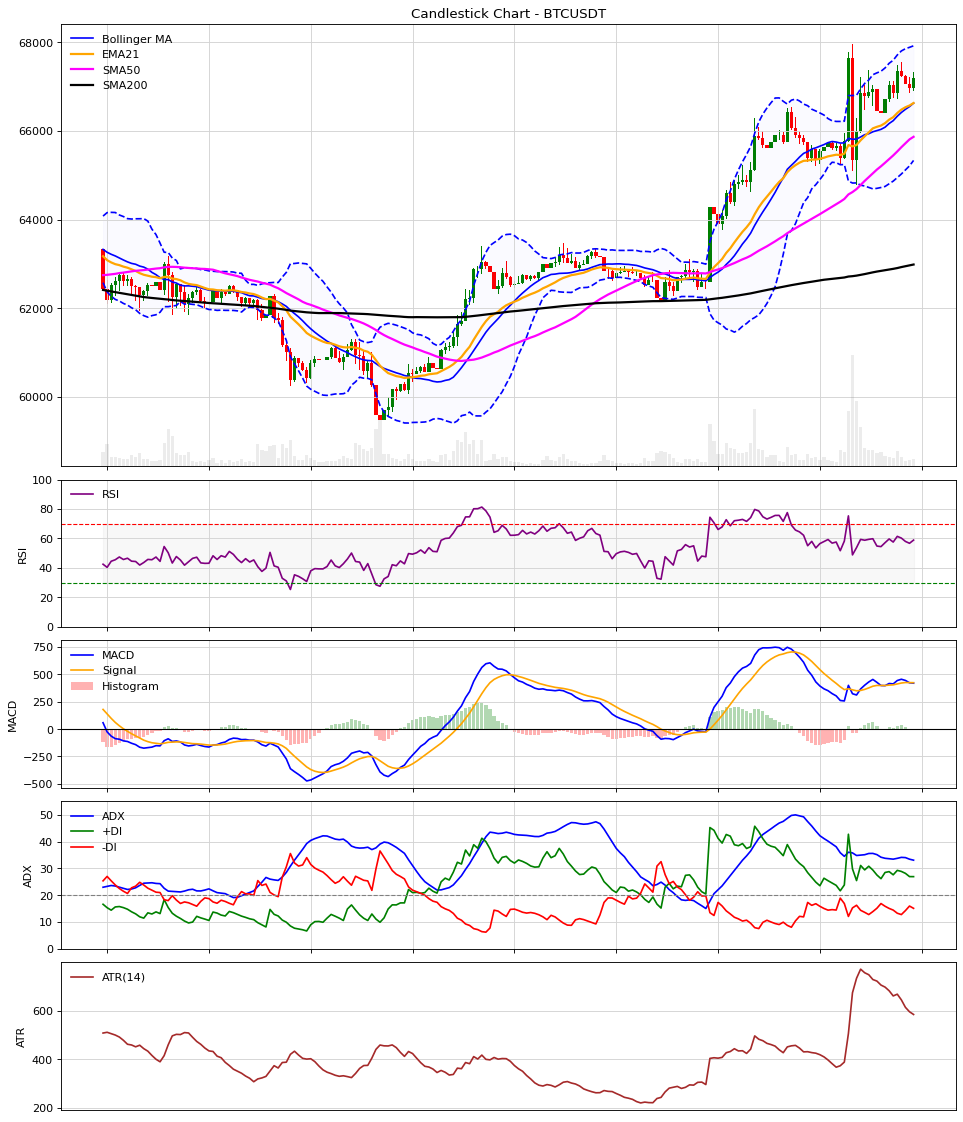 Candlestick Chart - BTCUSDT
Bollinger MA
EMA21
SMA50
SMA200
68000
66000
64000
62000
60000
RSI
RSI
100
80
60
40
20
0
MACD
Signal
Histogram
MACD
750
500
250
0
−250
−500
ADX
+DI
-DI
ADX
50
40
30
20
10
0
ATR(14)
ATR
600
400
200